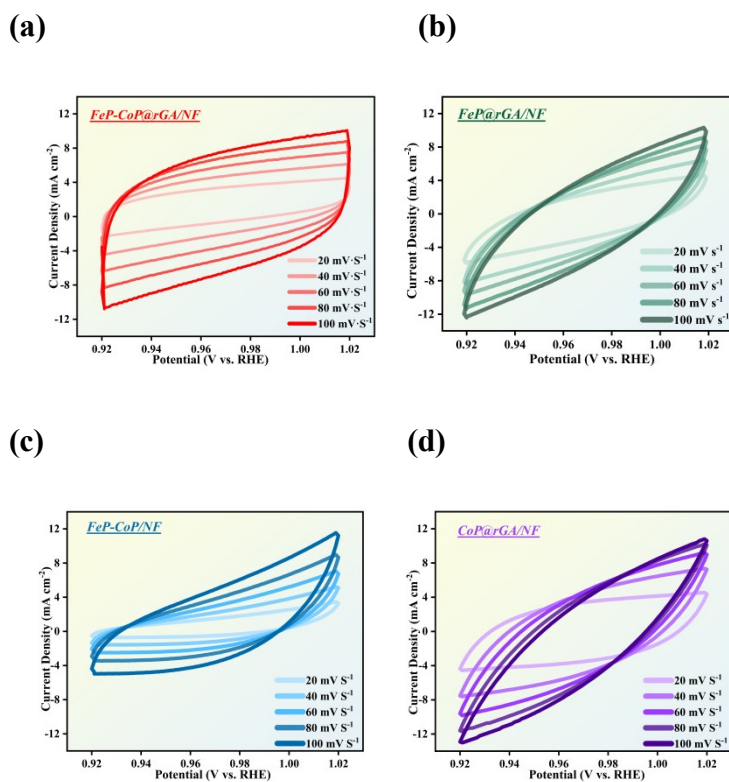 (a)
(b)
FeP-CoP@rGA/NF
12
8
4
0
-4
-8
-12
Current Density (mA cm⁻²)
20 mV·S⁻¹
40 mV·S⁻¹
60 mV·S⁻¹
80 mV·S⁻¹
100 mV·S⁻¹
0.92 0.94 0.96 0.98 1.00 1.02
Potential (V vs. RHE)
FeP@rGA/NF
12
8
4
0
-4
-8
-12
Current Density (mA cm⁻²)
20 mV s⁻¹
40 mV s⁻¹
60 mV s⁻¹
80 mV s⁻¹
100 mV s⁻¹
0.92 0.94 0.96 0.98 1.00 1.02
Potential (V vs. RHE)
(c)
(d)
FeP-CoP/NF
12
8
4
0
-4
-8
-12
Current Density (mA cm⁻²)
20 mV S⁻¹
40 mV S⁻¹
60 mV S⁻¹
80 mV S⁻¹
100 mV S⁻¹
0.92 0.94 0.96 0.98 1.00 1.02
Potential (V vs. RHE)
CoP@rGA/NF
12
8
4
0
-4
-8
-12
Current Density (mA cm⁻²)
20 mV S⁻¹
40 mV S⁻¹
60 mV S⁻¹
80 mV S⁻¹
100 mV S⁻¹
0.92 0.94 0.96 0.98 1.00 1.02
Potential (V vs. RHE)